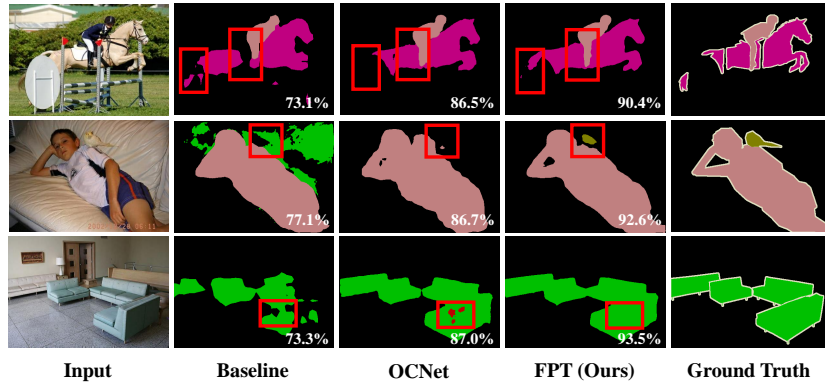 73.1%
86.5%
90.4%
77.1%
86.7%
92.6%
73.3%
87.0%
93.5%
Input
Baseline
OCNet
FPT (Ours)
Ground Truth